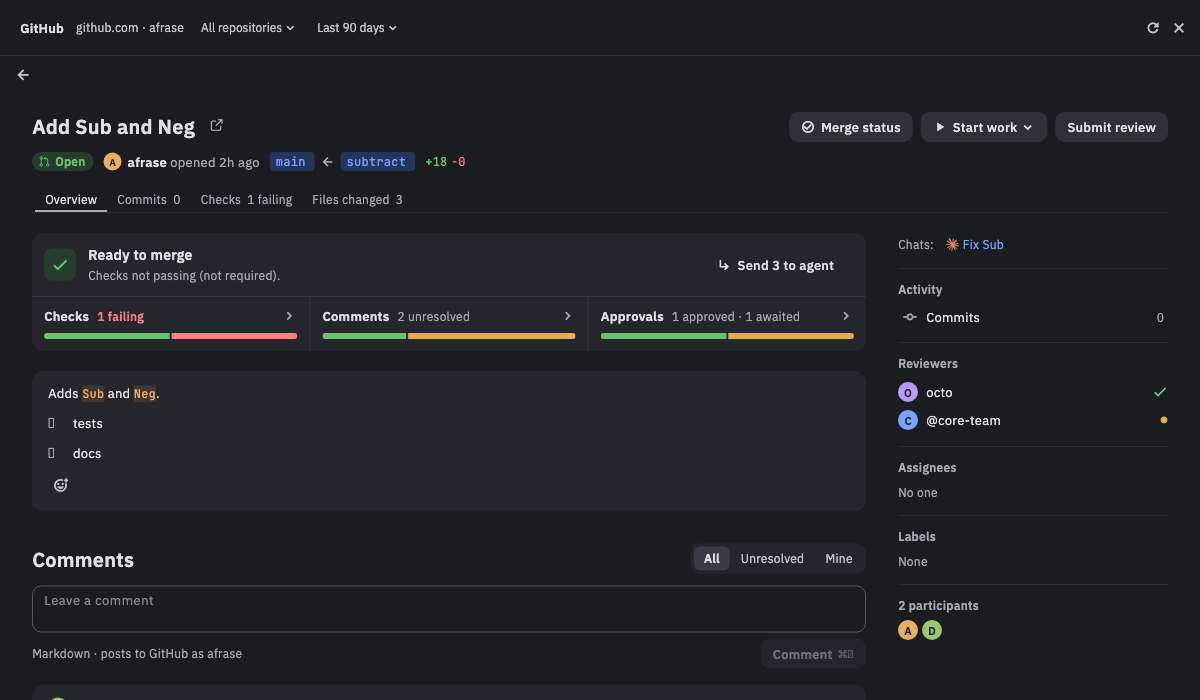 GitHub github.com · afrase All repositories Last 90 days
Add Sub and Neg
Merge status Start work Submit review
Open A afrase opened 2h ago main ← subtract +18 -0
Overview Commits 0 Checks 1 failing Files changed 3
Ready to merge
Checks not passing (not required).
Send 3 to agent
Checks 1 failing
Comments 2 unresolved
Approvals 1 approved · 1 awaited
Adds Sub and Neg.
tests
docs
Comments
All Unresolved Mine
Leave a comment
Markdown · posts to GitHub as afrase
Comment ⌘
Chats: Fix Sub
Activity
Commits 0
Reviewers
O octo
C @core-team
Assignees
No one
Labels
None
2 participants
A D